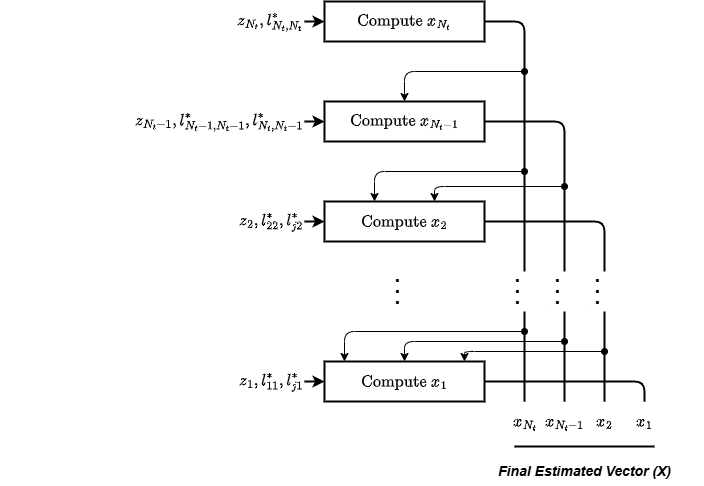 z_{N_t}, l^*_{N_t,N_t} Compute x_{N_t}
z_{N_t-1}, l^*_{N_t-1,N_t-1}, l^*_{N_t,N_t-1} Compute x_{N_t-1}
z_2, l^*_{22}, l^*_{j2} Compute x_2
z_1, l^*_{11}, l^*_{j1} Compute x_1
x_{N_t} x_{N_t-1} x_2 x_1
Final Estimated Vector (X)